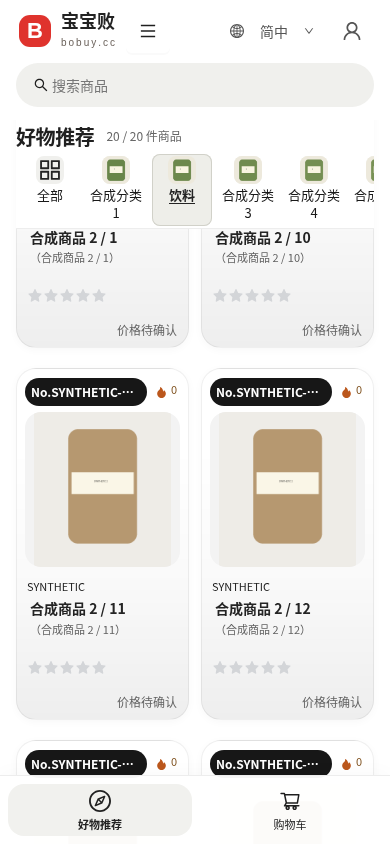 B 宝宝败
bobuy.cc
简中
搜索商品
好物推荐 20 / 20 件商品
全部
合成分类 1
饮料
合成分类 3
合成分类 4
合成
合成商品 2 / 1
（合成商品 2 / 1）
价格待确认
合成商品 2 / 10
（合成商品 2 / 10）
价格待确认
No.SYNTHETIC-··· 0
SYNTHETIC
合成商品 2 / 11
（合成商品 2 / 11）
价格待确认
No.SYNTHETIC-··· 0
SYNTHETIC
合成商品 2 / 12
（合成商品 2 / 12）
价格待确认
No.SYNTHETIC-··· 0
No.SYNTHETIC-··· 0
好物推荐
购物车